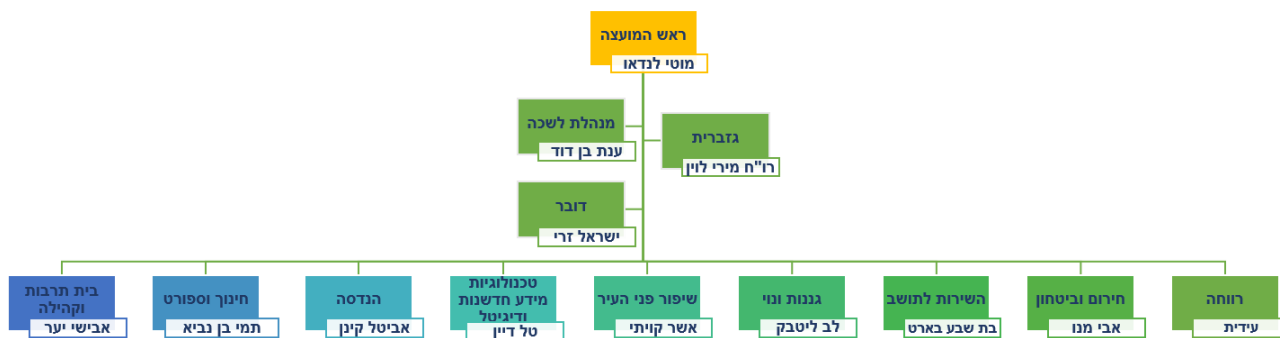 ראש המועצה
מוטי לנדאו
גזברית
רו"ח מירי לוין
מנהלת לשכה
ענת בן דוד
דובר
ישראל זרי
רווחה
עידית
חירום וביטחון
אבי מנו
השירות לתושב
בת שבע בארט
גננות ונוי
לב ליטבק
שיפור פני העיר
אשר קויתי
טכנולוגיות
מידע חדשנות
ודיגיטל
טל דיין
הנדסה
אביטל קינן
חינוך וספורט
תמי בן נביא
בית תרבות
וקהילה
אבישי יער